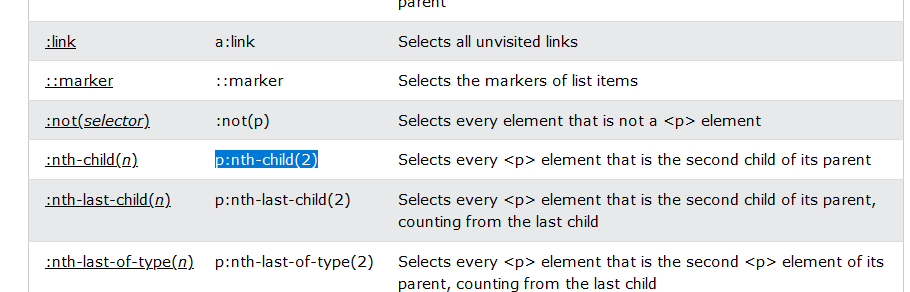 parent
:link a:link Selects all unvisited links
::marker ::marker Selects the markers of list items
:not(selector) :not(p) Selects every element that is not a <p> element
:nth-child(n) p:nth-child(2) Selects every <p> element that is the second child of its parent
:nth-last-child(n) p:nth-last-child(2) Selects every <p> element that is the second child of its parent,
counting from the last child
:nth-last-of-type(n) p:nth-last-of-type(2) Selects every <p> element that is the second <p> element of its
parent, counting from the last child